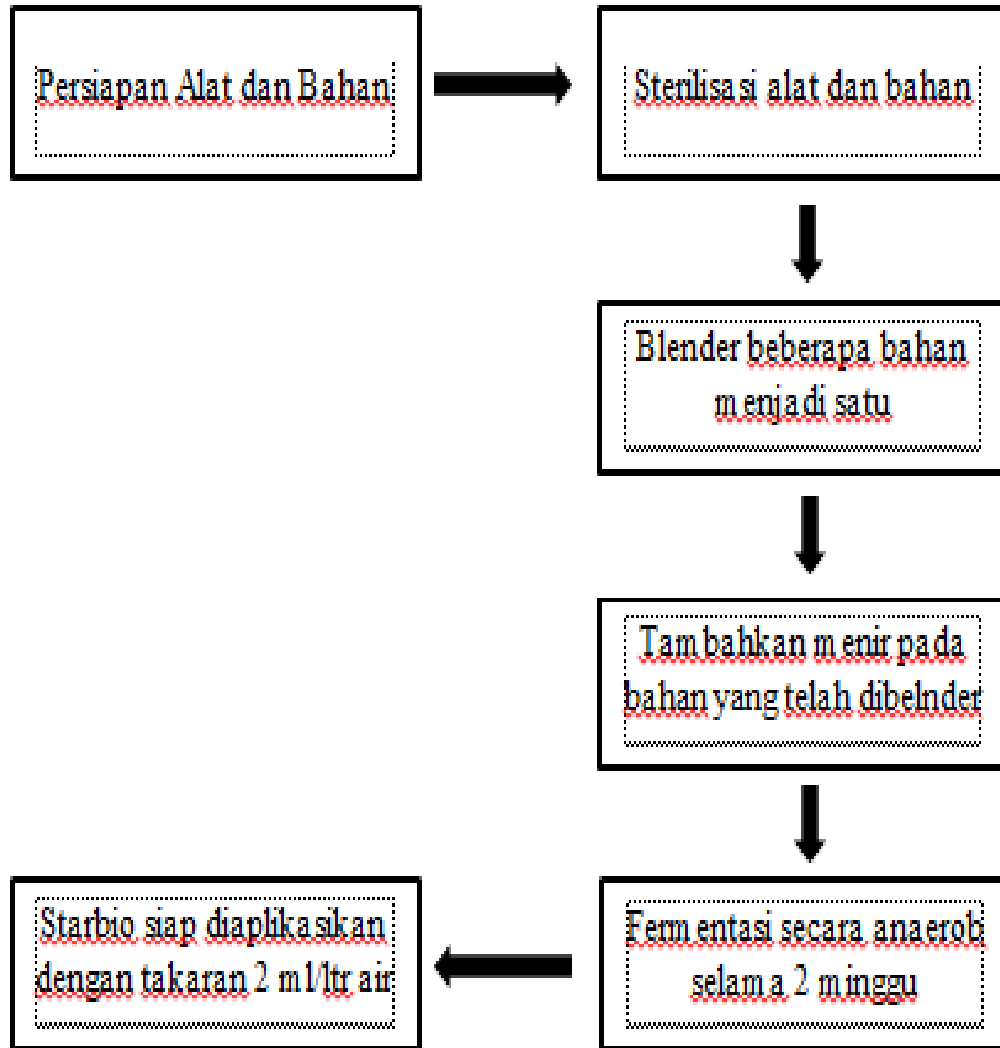 Persiapan Alat dan Bahan
Sterilisasi alat dan bahan
Blender beberapa bahan
menjadi satu
Tambahkan menir pada
bahan yang telah dibelnder
Fermentasi secara anaerob
selama 2 minggu
Starbio siap diaplikasikan
dengan takaran 2 ml/ltr air